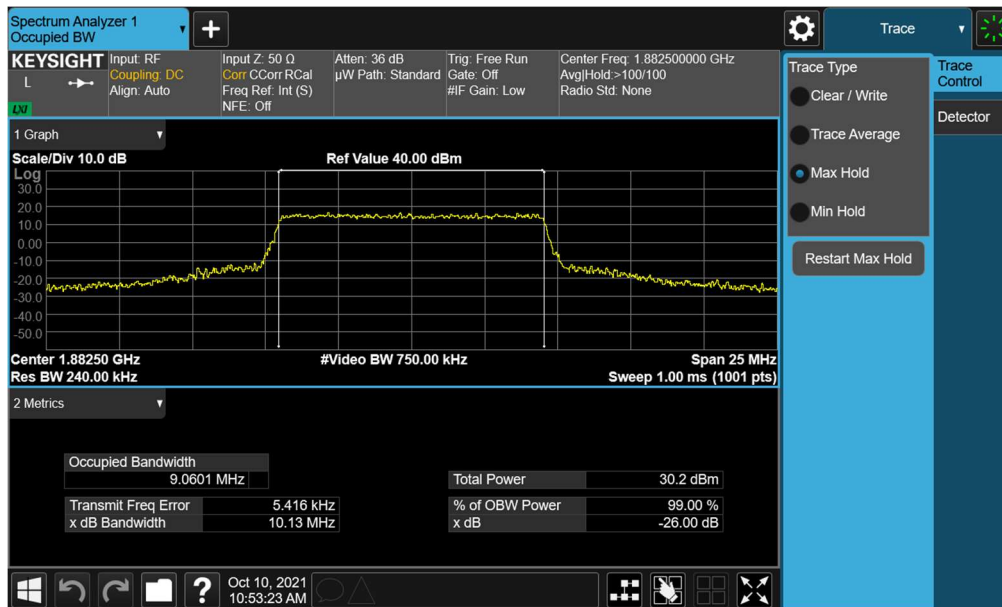 Spectrum Analyzer 1
Occupied BW
+
Trace
KEYSIGHT
L
LXI
Input: RF
Coupling: DC
Align: Auto
Input Z: 50 Ω
Corr CCorr RCal
Freq Ref: Int (S)
NFE: Off
Atten: 36 dB
µW Path: Standard
Trig: Free Run
Gate: Off
#IF Gain: Low
Center Freq: 1.882500000 GHz
Avg|Hold:>100/100
Radio Std: None
Trace Type
Clear / Write
Trace Average
Max Hold
Min Hold
Restart Max Hold
Trace
Control
Detector
1 Graph
Scale/Div 10.0 dB
Ref Value 40.00 dBm
Log
30.0
20.0
10.0
0.00
-10.0
-20.0
-30.0
-40.0
-50.0
Center 1.88250 GHz
#Video BW 750.00 kHz
Span 25 MHz
Res BW 240.00 kHz
Sweep 1.00 ms (1001 pts)
2 Metrics
Occupied Bandwidth
9.0601 MHz
Total Power 30.2 dBm
Transmit Freq Error 5.416 kHz
% of OBW Power 99.00 %
x dB Bandwidth 10.13 MHz
x dB -26.00 dB
?
Oct 10, 2021
10:53:23 AM